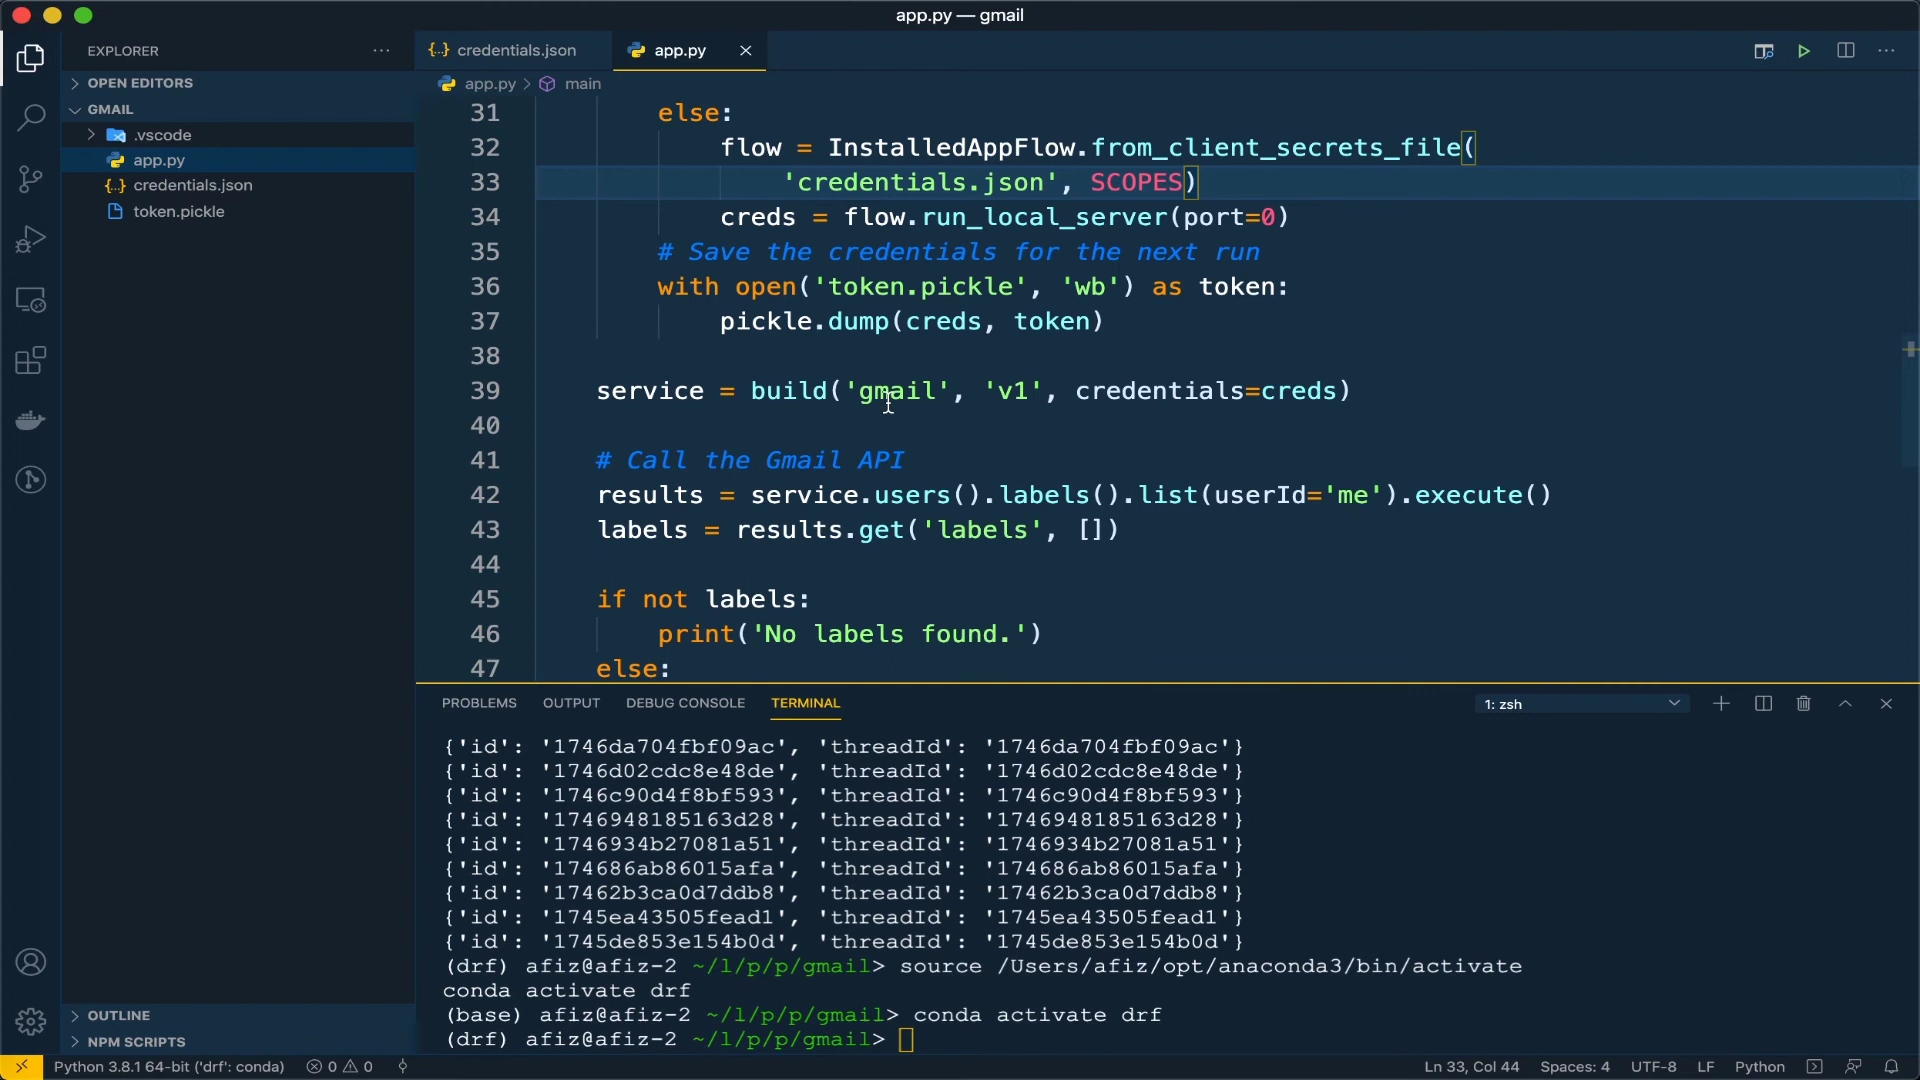 app.py — gmail
EXPLORER
OPEN EDITORS
GMAIL
.vscode
app.py
credentials.json
token.pickle
OUTLINE
NPM SCRIPTS
credentials.json
app.py
app.py > main
31 else:
32 flow = InstalledAppFlow.from_client_secrets_file(
33 'credentials.json', SCOPES)
34 creds = flow.run_local_server(port=0)
35 # Save the credentials for the next run
36 with open('token.pickle', 'wb') as token:
37 pickle.dump(creds, token)
38
39 service = build('gmail', 'v1', credentials=creds)
40
41 # Call the Gmail API
42 results = service.users().labels().list(userId='me').execute()
43 labels = results.get('labels', [])
44
45 if not labels:
46 print('No labels found.')
47 else:
PROBLEMS OUTPUT DEBUG CONSOLE TERMINAL 1: zsh
{'id': '1746da704fbf09ac', 'threadId': '1746da704fbf09ac'}
{'id': '1746d02cdc8e48de', 'threadId': '1746d02cdc8e48de'}
{'id': '1746c90d4f8bf593', 'threadId': '1746c90d4f8bf593'}
{'id': '1746948185163d28', 'threadId': '1746948185163d28'}
{'id': '1746934b27081a51', 'threadId': '1746934b27081a51'}
{'id': '174686ab86015afa', 'threadId': '174686ab86015afa'}
{'id': '17462b3ca0d7ddb8', 'threadId': '17462b3ca0d7ddb8'}
{'id': '1745ea43505fead1', 'threadId': '1745ea43505fead1'}
{'id': '1745de853e154b0d', 'threadId': '1745de853e154b0d'}
(drf) afiz@afiz-2 ~/l/p/p/gmail> source /Users/afiz/opt/anaconda3/bin/activate
conda activate drf
(base) afiz@afiz-2 ~/l/p/p/gmail> conda activate drf
(drf) afiz@afiz-2 ~/l/p/p/gmail>
Python 3.8.1 64-bit ('drf': conda) 0 0 Ln 33, Col 44 Spaces: 4 UTF-8 LF Python